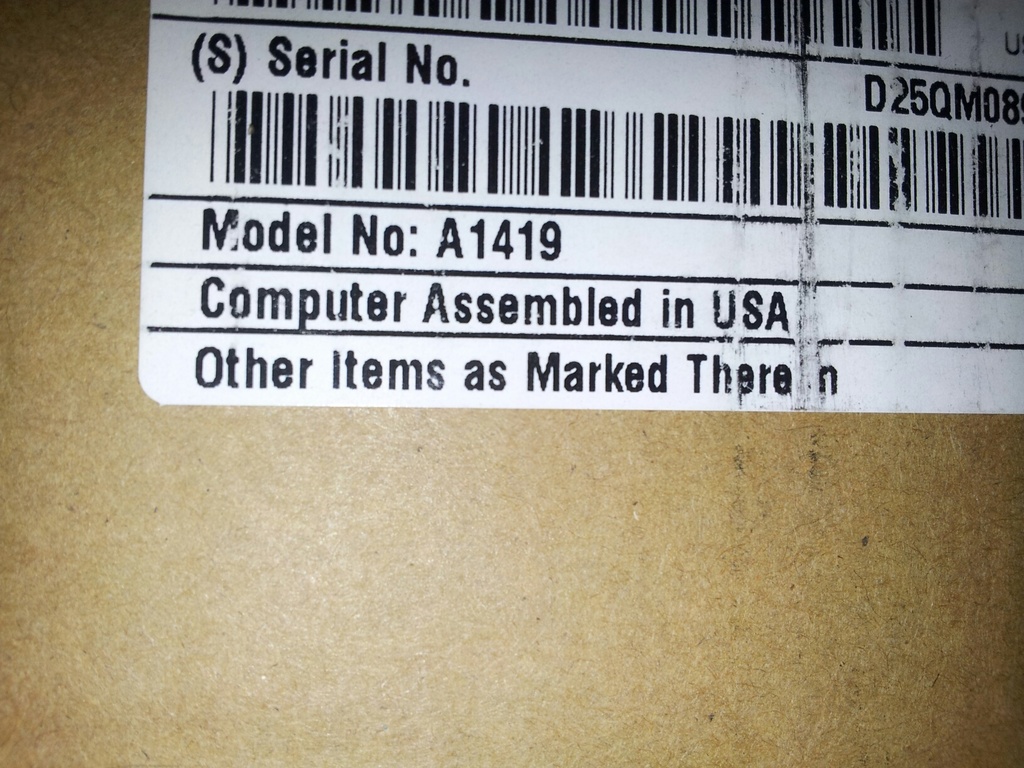 (S) Serial No.
D25QM08
Model No: A1419
Computer Assembled in USA
Other Items as Marked Therein